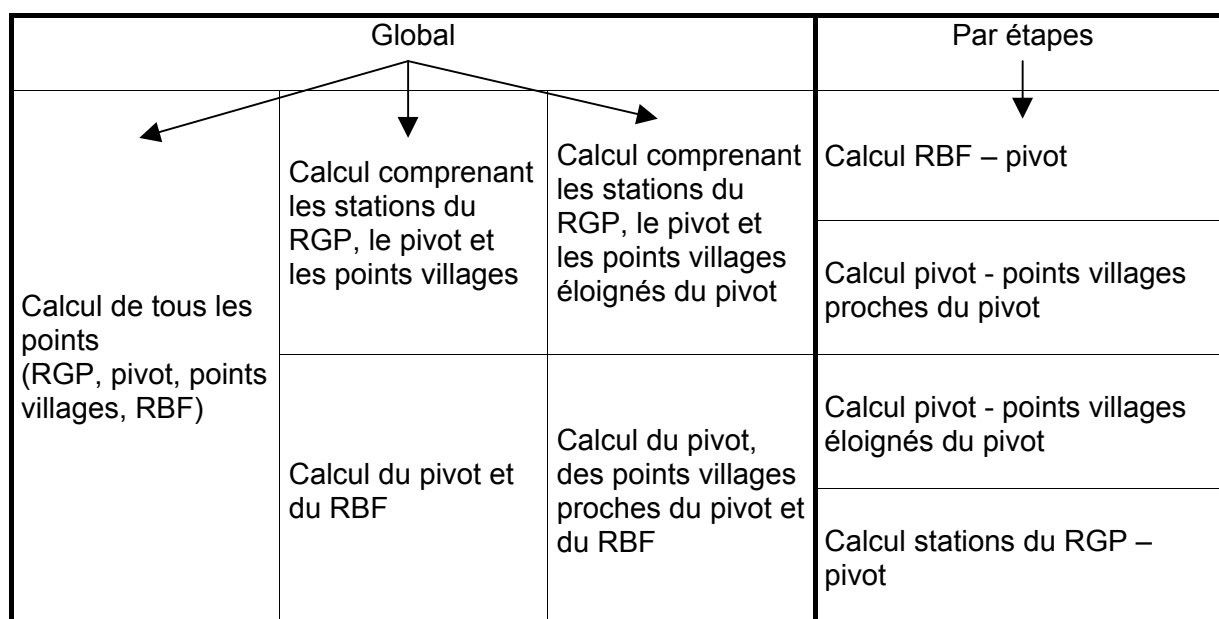 Global
Par étapes
Calcul de tous les
points
(RGP, pivot, points
villages, RBF)
Calcul comprenant
les stations du
RGP, le pivot et
les points villages
Calcul du pivot et
du RBF
Calcul comprenant
les stations du
RGP, le pivot et
les points villages
éloignés du pivot
Calcul du pivot,
des points villages
proches du pivot et
du RBF
Calcul RBF – pivot
Calcul pivot - points villages
proches du pivot
Calcul pivot - points villages
éloignés du pivot
Calcul stations du RGP –
pivot